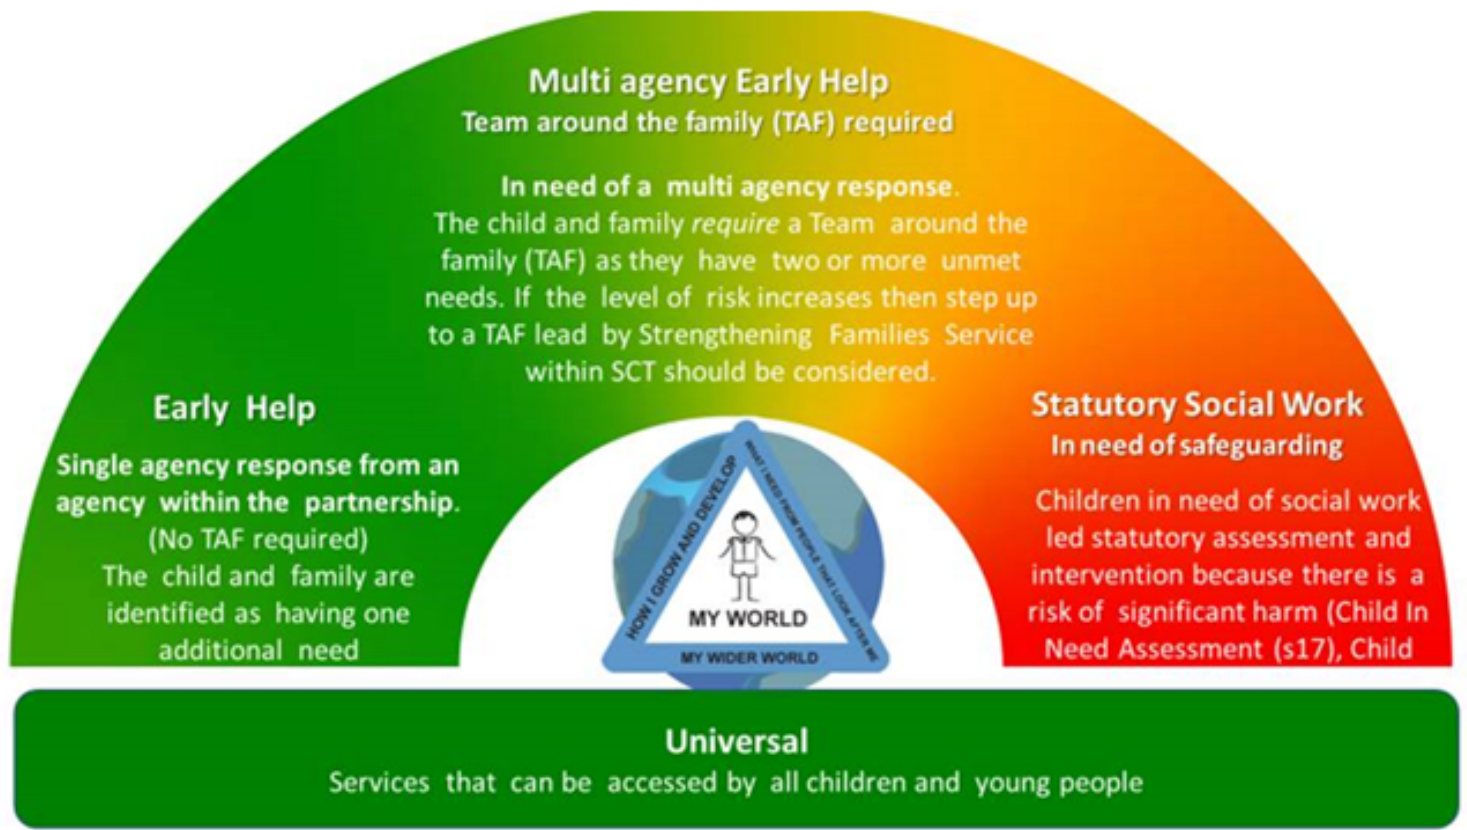 Multi agency Early Help
Team around the family (TAF) required
In need of a multi agency response.
The child and family require a Team around the
family (TAF) as they have two or more unmet
needs. If the level of risk increases then step up
to a TAF lead by Strengthening Families Service
within SCT should be considered.
Early Help
Single agency response from an
agency within the partnership.
(No TAF required)
The child and family are
identified as having one
additional need
HOW I GROW AND DEVELOP
WHAT I NEED FROM PEOPLE THAT LOOK AFTER ME
MY WORLD
MY WIDER WORLD
Statutory Social Work
In need of safeguarding
Children in need of social work
led statutory assessment and
intervention because there is a
risk of significant harm (Child In
Need Assessment (s17), Child
Universal
Services that can be accessed by all children and young people